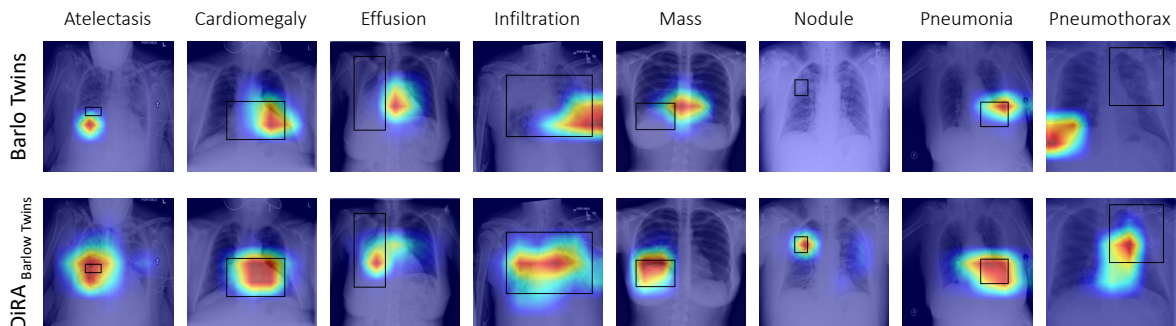 Atelectasis Cardiomegaly Effusion Infiltration Mass Nodule Pneumonia Pneumothorax
Barlo Twins
DiRA Barlow Twins